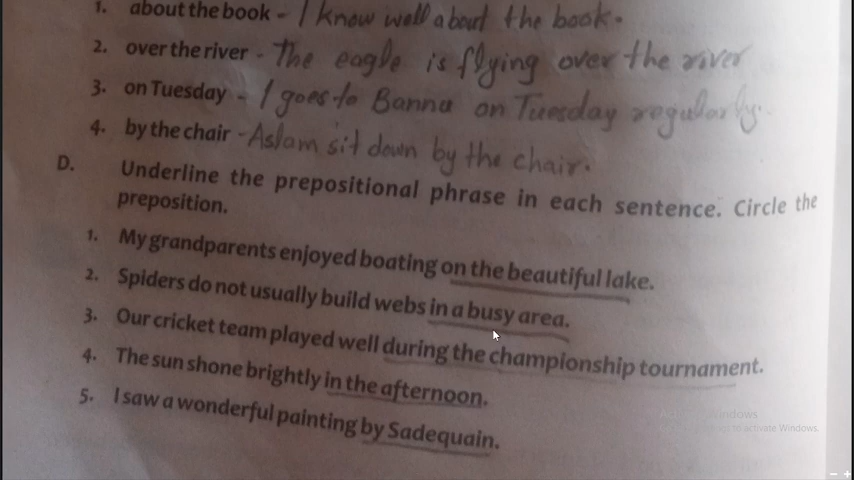 1. about the book - I know well about the book.
2. over the river - The eagle is flying over the river
3. on Tuesday - I goes to Bannu on Tuesday regularly.
4. by the chair - Aslam sit down by the chair.
D. Underline the prepositional phrase in each sentence. Circle the
preposition.
1. My grandparents enjoyed boating on the beautiful lake.
2. Spiders do not usually build webs in a busy area.
3. Our cricket team played well during the championship tournament.
4. The sun shone brightly in the afternoon.
5. I saw a wonderful painting by Sadequain.
Windows
to activate Windows.